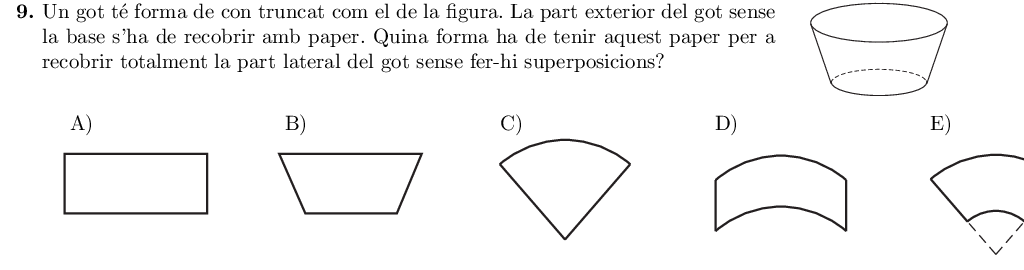 9. Un got té forma de con truncat com el de la figura. La part exterior del got sense
la base s'ha de recobrir amb paper. Quina forma ha de tenir aquest paper per a
recobrir totalment la part lateral del got sense fer-hi superposicions?
A) B) C) D) E)